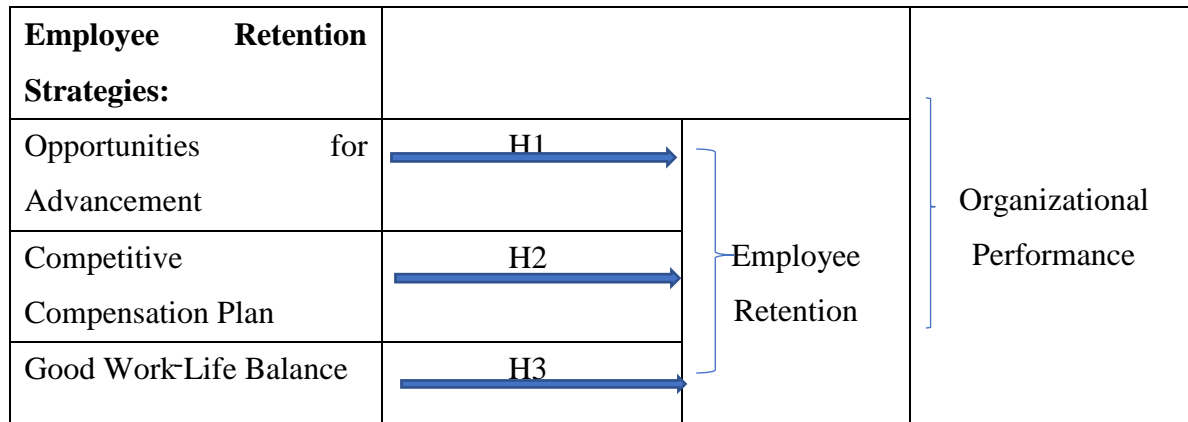 Employee Retention
Strategies:
Opportunities for
Advancement
H1
Competitive
Compensation Plan
H2
Good Work-Life Balance
H3
Employee
Retention
Organizational
Performance